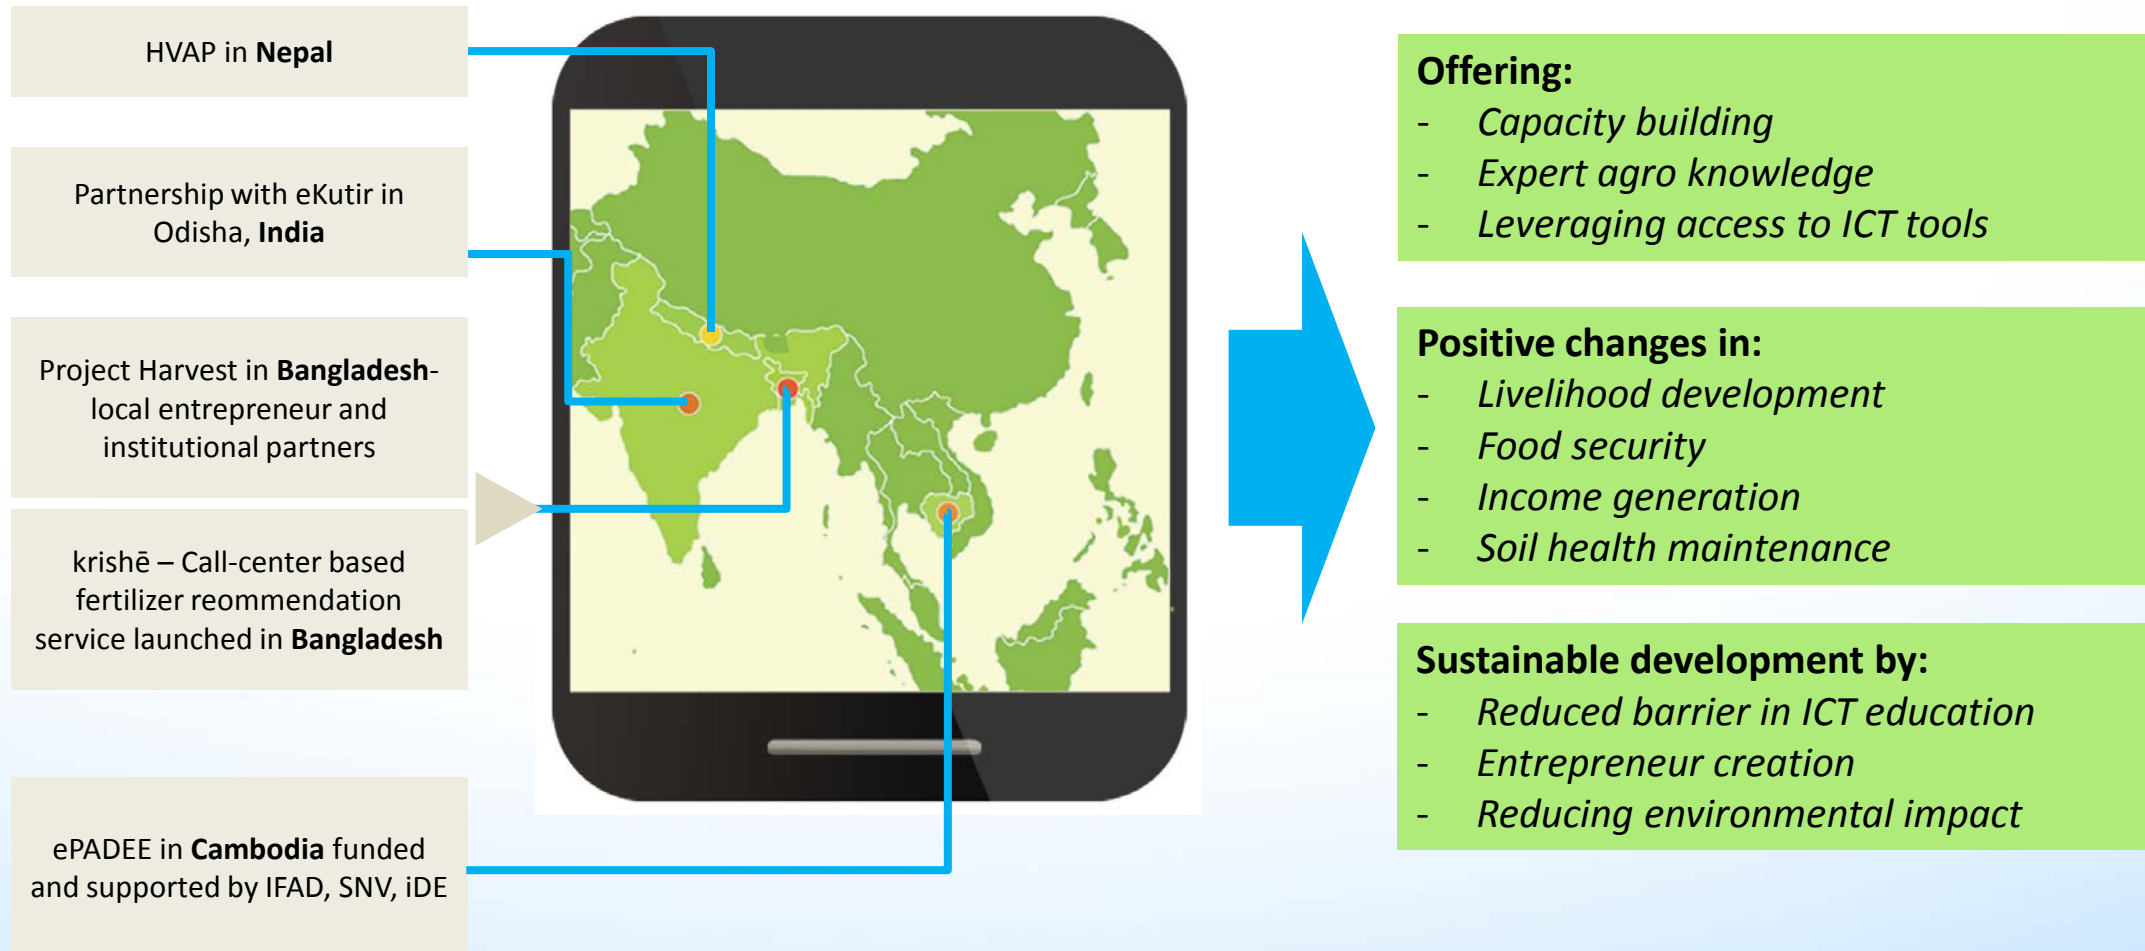 HVAP in Nepal
Partnership with eKutir in
Odisha, India
Project Harvest in Bangladesh-
local entrepreneur and
institutional partners
krishē – Call-center based
fertilizer reommendation
service launched in Bangladesh
ePADEE in Cambodia funded
and supported by IFAD, SNV, iDE
Offering:
- Capacity building
- Expert agro knowledge
- Leveraging access to ICT tools
Positive changes in:
- Livelihood development
- Food security
- Income generation
- Soil health maintenance
Sustainable development by:
- Reduced barrier in ICT education
- Entrepreneur creation
- Reducing environmental impact